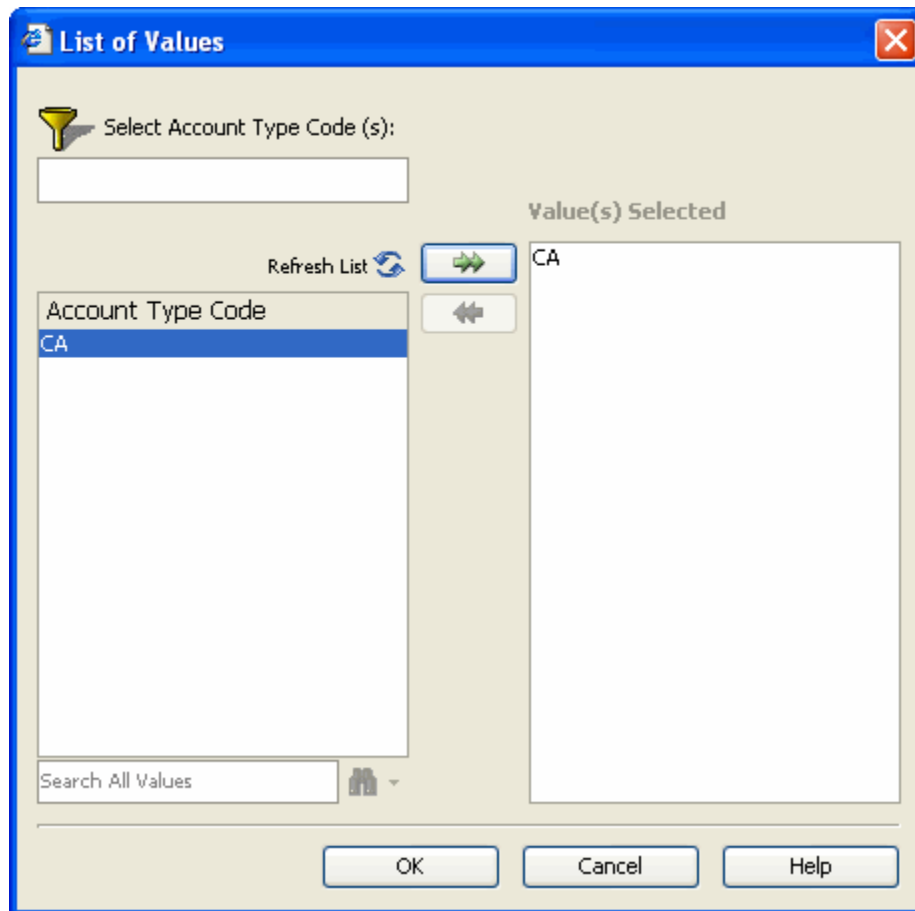 List of Values
Select Account Type Code (s):
Value(s) Selected
Refresh List
CA
Account Type Code
CA
Search All Values
OK
Cancel
Help